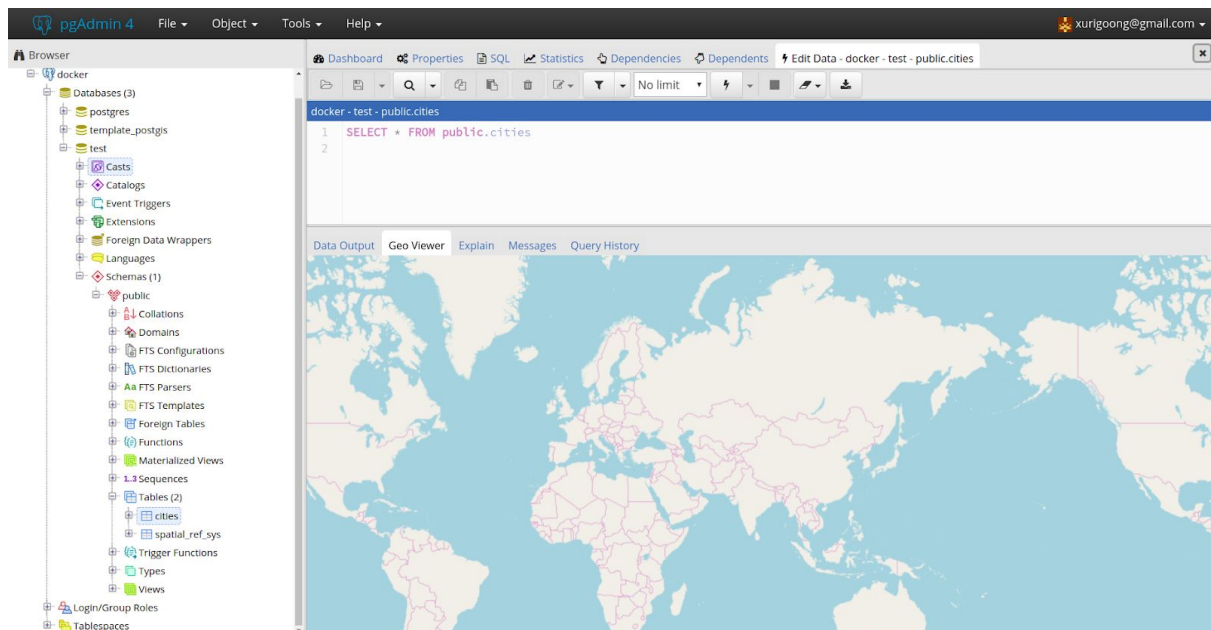 pgAdmin 4 File Object Tools Help xurigoong@gmail.com
Browser
docker
Databases (3)
postgres
template_postgis
test
Casts
Catalogs
Event Triggers
Extensions
Foreign Data Wrappers
Languages
Schemas (1)
public
Collations
Domains
FTS Configurations
FTS Dictionaries
Aa FTS Parsers
FTS Templates
Foreign Tables
Functions
Materialized Views
1..3 Sequences
Tables (2)
cities
spatial_ref_sys
Trigger Functions
Types
Views
Login/Group Roles
Tablespaces
Dashboard Properties SQL Statistics Dependencies Dependents Edit Data - docker - test - public.cities
No limit
docker - test - public.cities
1 SELECT * FROM public.cities
2
Data Output Geo Viewer Explain Messages Query History